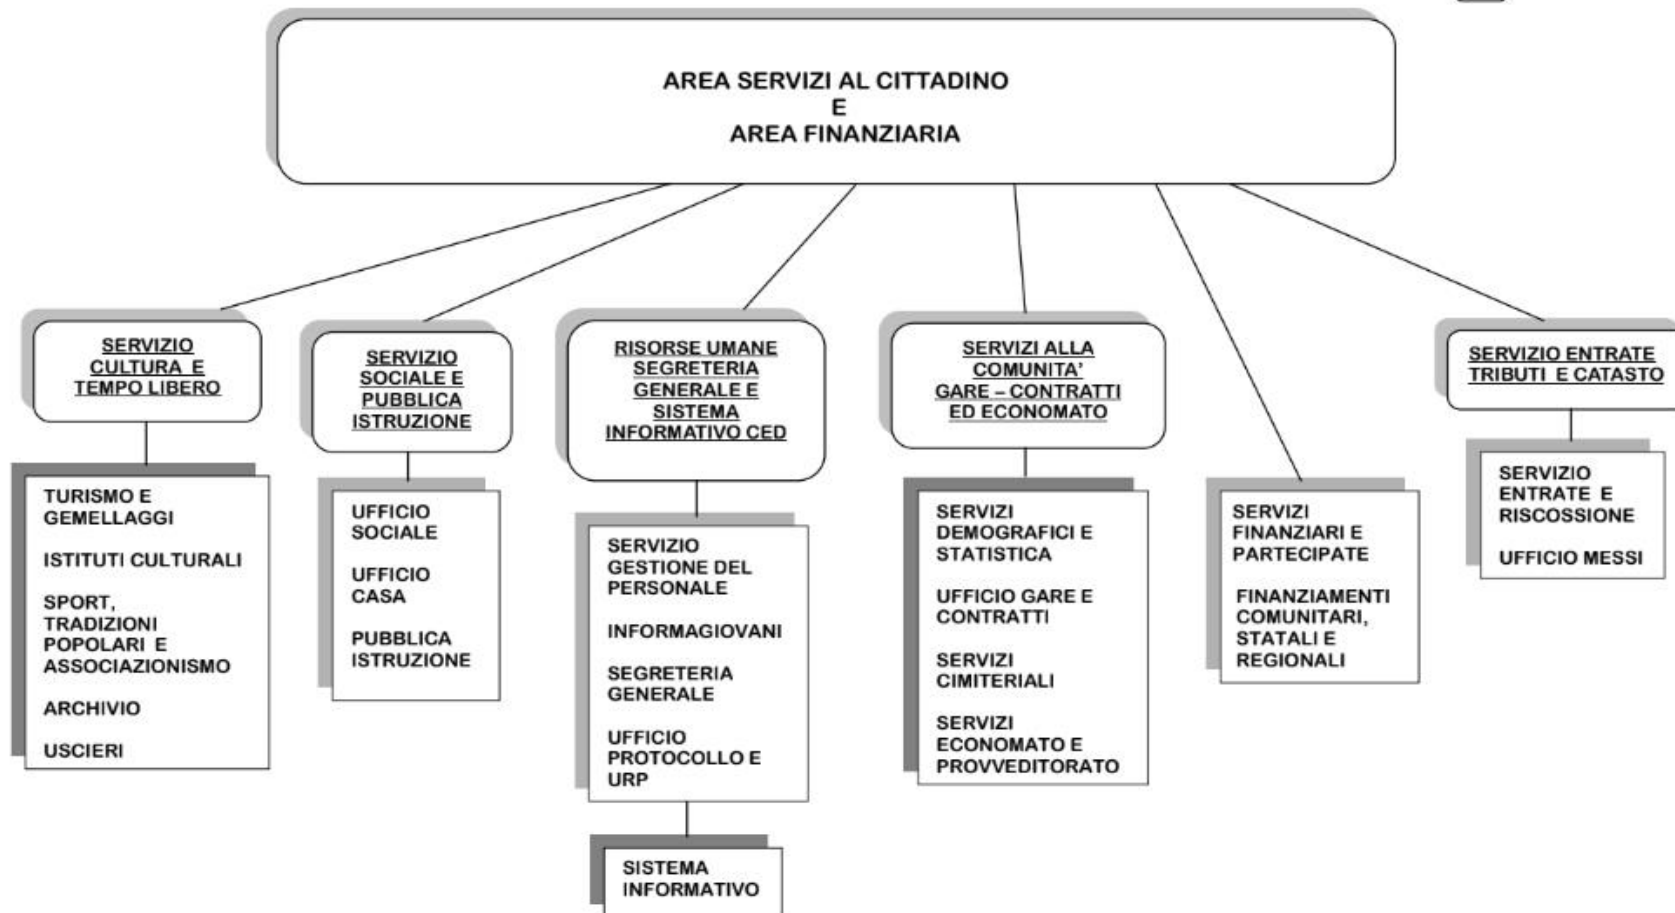 AREA SERVIZI AL CITTADINO
E
AREA FINANZIARIA
SERVIZIO
CULTURA E
TEMPO LIBERO
TURISMO E
GEMELLAGGI
ISTITUTI CULTURALI
SPORT,
TRADIZIONI
POPOLARI E
ASSOCIAZIONISMO
ARCHIVIO
USCIERI
SERVIZIO
SOCIALE E
PUBBLICA
ISTRUZIONE
UFFICIO
SOCIALE
UFFICIO
CASA
PUBBLICA
ISTRUZIONE
RISORSE UMANE
SEGRETERIA
GENERALE E
SISTEMA
INFORMATIVO CED
SERVIZIO
GESTIONE DEL
PERSONALE
INFORMAGIOVANI
SEGRETERIA
GENERALE
UFFICIO
PROTOCOLLO E
URP
SISTEMA
INFORMATIVO
SERVIZI ALLA
COMUNITA'
GARE – CONTRATTI
ED ECONOMATO
SERVIZI
DEMOGRAFICI E
STATISTICA
UFFICIO GARE E
CONTRATTI
SERVIZI
CIMITERIALI
SERVIZI
ECONOMATO E
PROVVEDITORATO
SERVIZI
FINANZIARI E
PARTECIPATE
FINANZIAMENTI
COMUNITARI,
STATALI E
REGIONALI
SERVIZIO ENTRATE
TRIBUTI E CATASTO
SERVIZIO
ENTRATE E
RISCOSSIONE
UFFICIO MESSI